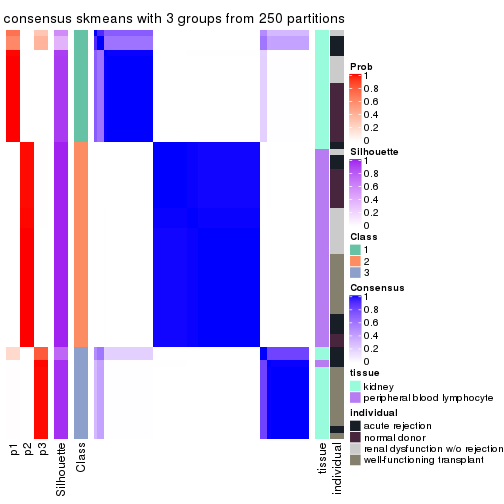 consensus skmeans with 3 groups from 250 partitions
Prob
1
0.8
0.6
0.4
0.2
0
Silhouette
1
0.8
0.6
0.4
0.2
0
Class
1
2
3
Consensus
1
0.8
0.6
0.4
0.2
0
tissue
kidney
peripheral blood lymphocyte
individual
acute rejection
normal donor
renal dysfunction w/o rejection
well-functioning transplant
p1
p2
p3
Silhouette
Class
tissue
individual